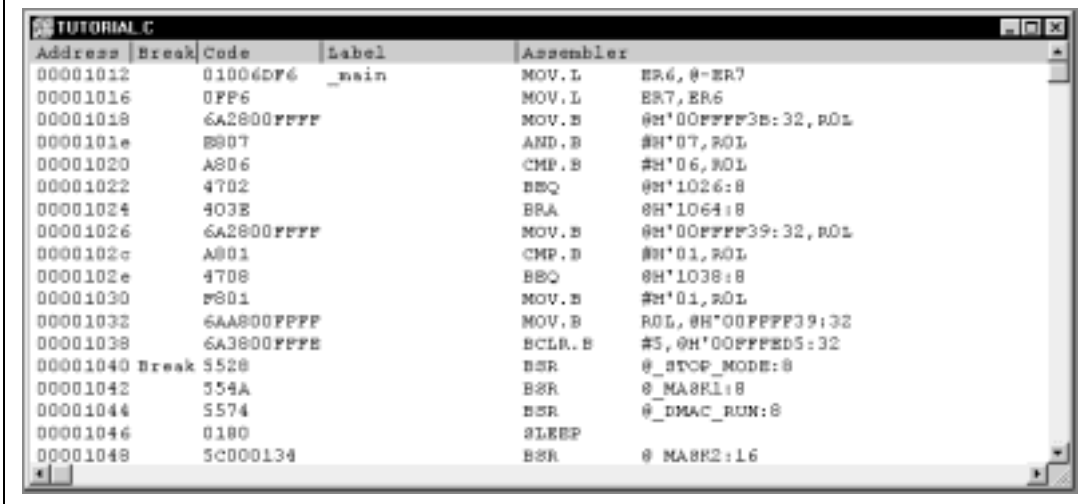 TUTORIAL.C
Address Break Code Label Assembler
00001012 01006DF6 _main MOV.L ER6,@-ER7
00001016 0FF6 MOV.L ER7,ER6
00001018 6A2800FFFF MOV.B @H'00FFFF3B:32,R0L
0000101e E807 AND.B #H'07,R0L
00001020 A806 CMP.B #H'06,R0L
00001022 4702 BEQ @H'1026:8
00001024 403E BRA @H'1064:8
00001026 6A2800FFFF MOV.B @H'00FFFF39:32,R0L
0000102c A801 CMP.B #H'01,R0L
0000102e 4708 BEQ @H'1038:8
00001030 F801 MOV.B #H'01,R0L
00001032 6AA800FFFF MOV.B R0L,@H'00FFFF39:32
00001038 6A3800FFFE BCLR.B #5,@H'00FFFED5:32
00001040 Break 5528 BSR @_STOP_MODE:8
00001042 554A BSR @_MASK1:8
00001044 5574 BSR @_DMAC_RUN:8
00001046 0180 SLEEP
00001048 5C000134 BSR @_MASK2:16